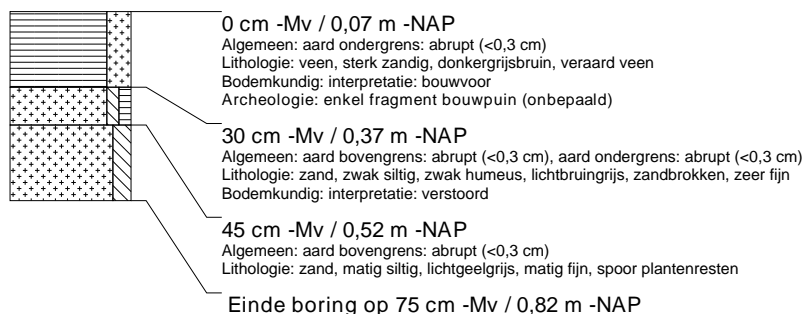 0 cm -Mv / 0,07 m -NAP
Algemeen: aard ondergrens: abrupt (<0,3 cm)
Lithologie: veen, sterk zandig, donkergrijsbruin, veraard veen
Bodemkundig: interpretatie: bouwvoor
Archeologie: enkel fragment bouwpuin (onbepaald)
30 cm -Mv / 0,37 m -NAP
Algemeen: aard bovengrens: abrupt (<0,3 cm), aard ondergrens: abrupt (<0,3 cm)
Lithologie: zand, zwak siltig, zwak humeus, lichtbruingrijs, zandbrokken, zeer fijn
Bodemkundig: interpretatie: verstoord
45 cm -Mv / 0,52 m -NAP
Algemeen: aard bovengrens: abrupt (<0,3 cm)
Lithologie: zand, matig siltig, lichtgeelgrijs, matig fijn, spoor plantenresten
Einde boring op 75 cm -Mv / 0,82 m -NAP